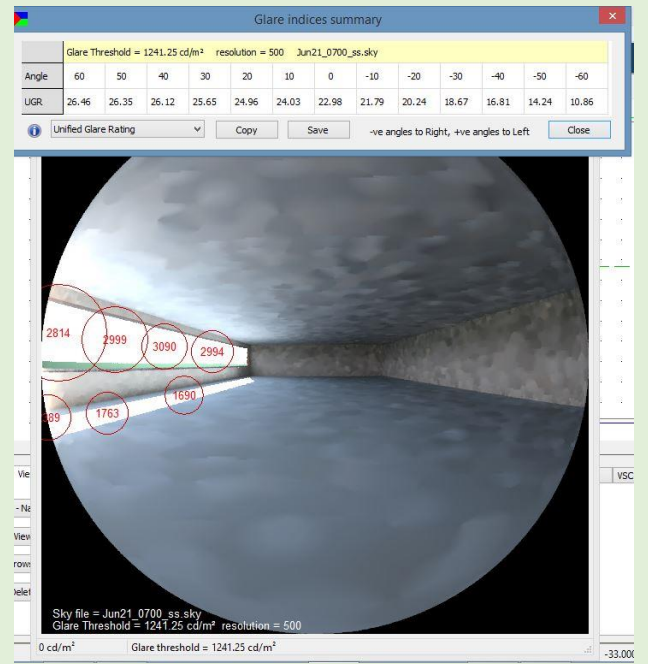 Glare indices summary
Glare Threshold = 1241.25 cd/m² resolution = 500 Jun21_0700_ss.sky
Angle 60 50 40 30 20 10 0 -10 -20 -30 -40 -50 -60
UGR 26.46 26.35 26.12 25.65 24.96 24.03 22.98 21.79 20.24 18.67 16.81 14.24 10.86
Unified Glare Rating Copy Save -ve angles to Right, +ve angles to Left Close
2814 2999 3090 2994
1690
1763
Vie VSC
- Na
View
rows
Delet
Sky file = Jun21_0700_ss.sky
Glare Threshold = 1241.25 cd/m² resolution = 500
0 cd/m² Glare threshold = 1241.25 cd/m²
-33.000